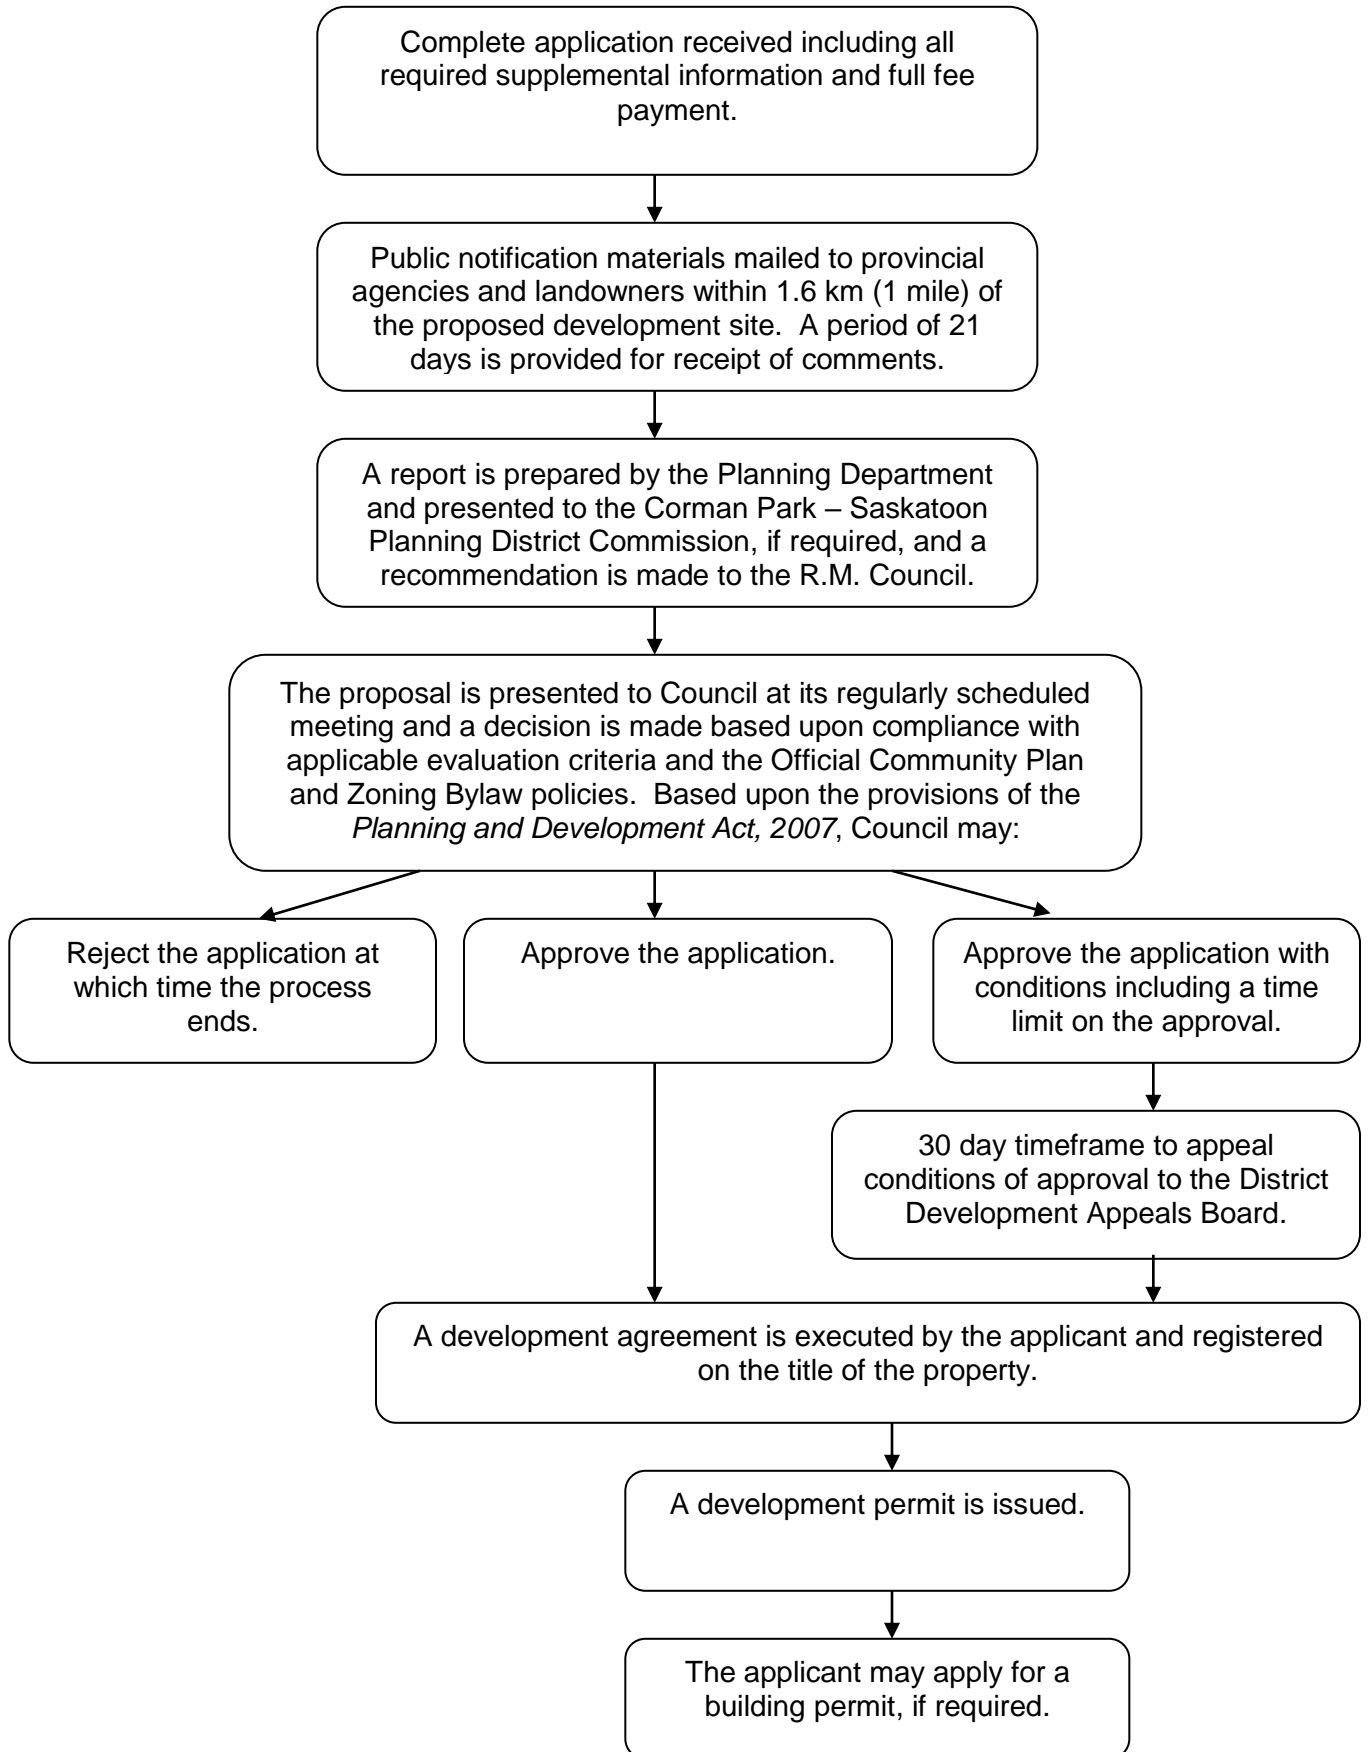 Complete application received including all
required supplemental information and full fee
payment.
Public notification materials mailed to provincial
agencies and landowners within 1.6 km (1 mile) of
the proposed development site.  A period of 21
days is provided for receipt of comments.
A report is prepared by the Planning Department
and presented to the Corman Park – Saskatoon
Planning District Commission, if required, and a
recommendation is made to the R.M. Council.
The proposal is presented to Council at its regularly scheduled
meeting and a decision is made based upon compliance with
applicable evaluation criteria and the Official Community Plan
and Zoning Bylaw policies.  Based upon the provisions of the
Planning and Development Act, 2007, Council may:
Reject the application at
which time the process
ends.
Approve the application.
Approve the application with
conditions including a time
limit on the approval.
30 day timeframe to appeal
conditions of approval to the District
Development Appeals Board.
A development agreement is executed by the applicant and registered
on the title of the property.
A development permit is issued.
The applicant may apply for a
building permit, if required.